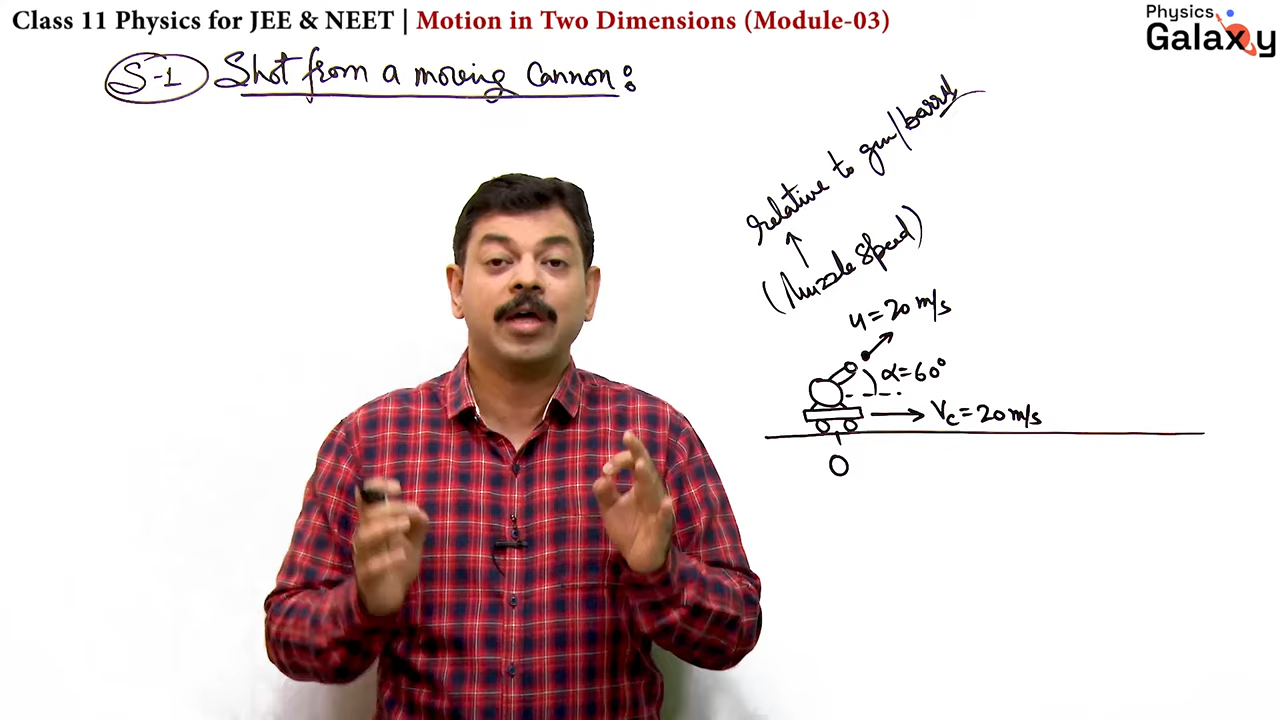 Class 11 Physics for JEE & NEET | Motion in Two Dimensions (Module-03)
Physics
Galaxy
S-1 Shot from a moving Cannon:
relative to gun/barrel
(Muzzle Speed)
u = 20 m/s
α = 60°
Vc = 20 m/s
O